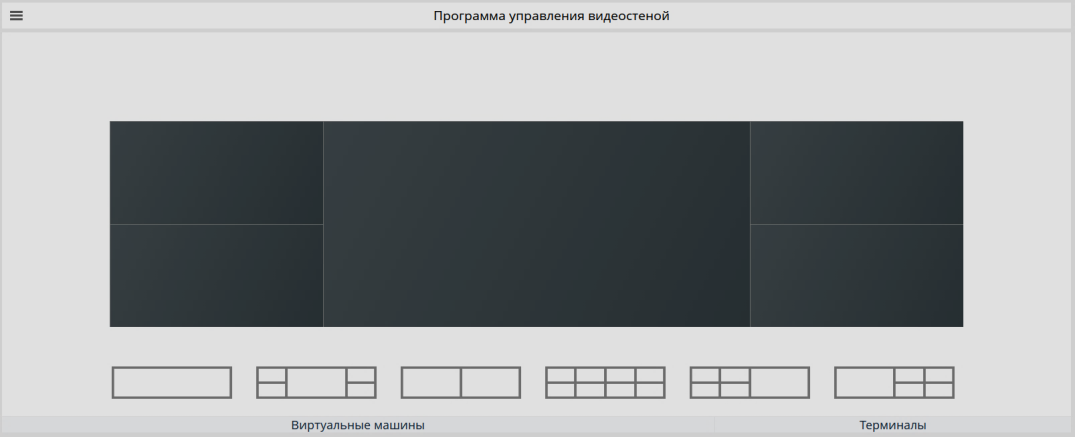 Программа управления видеостеной
Виртуальные машины
Терминалы